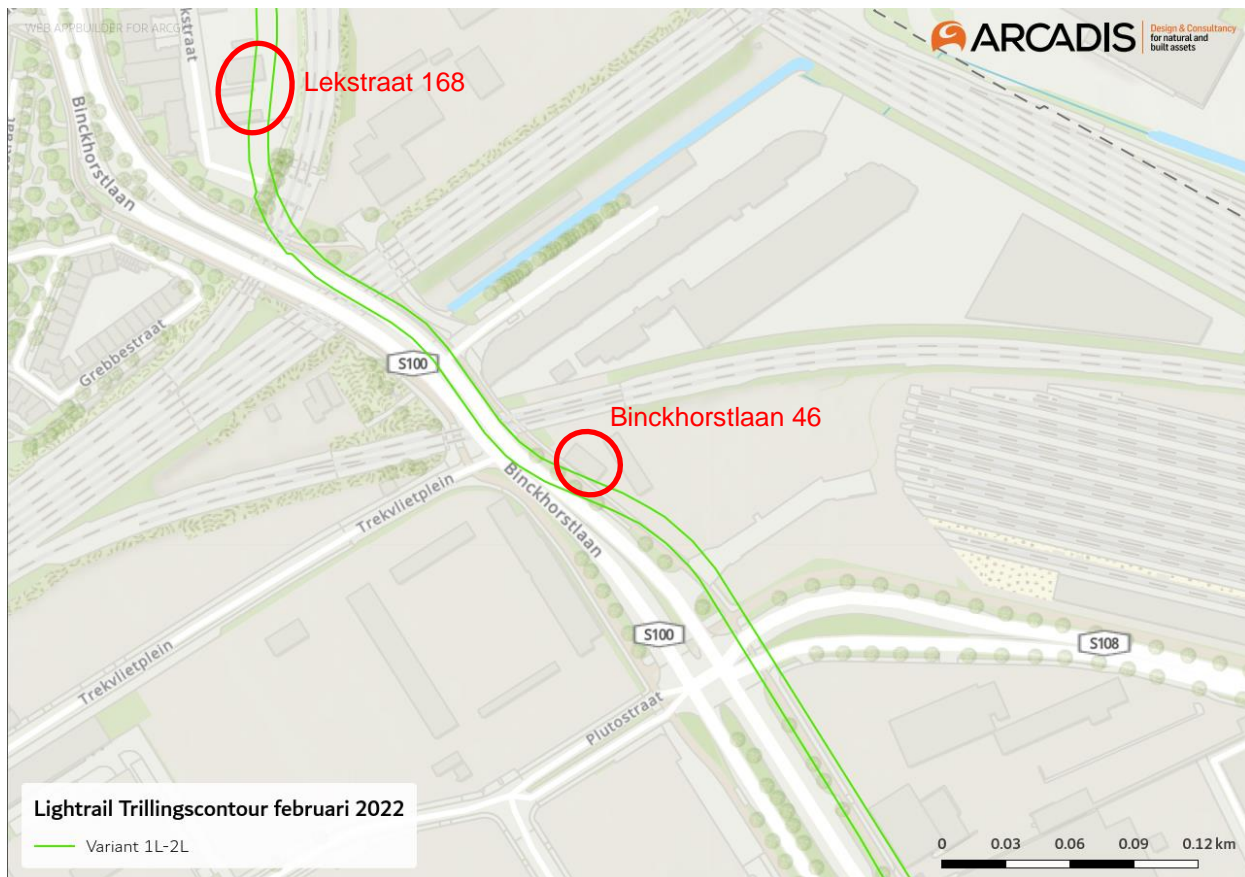 WEB APPBUILDER FOR ARCG
ARCADIS
Design & Consultancy
for natural and
built assets
kstraat
Lekstraat 168
Binckhorstlaan
Grebbestraat
S100
Binckhorstlaan 46
Trekvlietplein
Binckhorstlaan
S100
S108
Trekvlietplein
Plutostraat
Lightrail Trillingscontour februari 2022
Variant 1L-2L
0 0.03 0.06 0.09 0.12 km